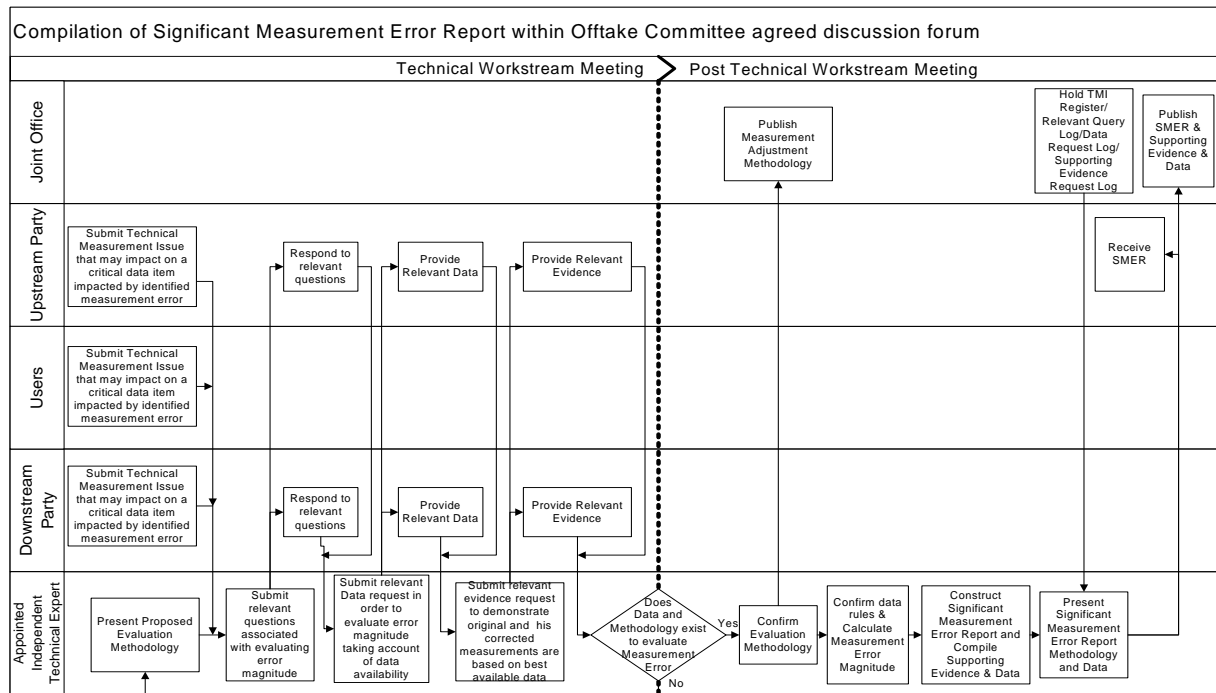 Compilation of Significant Measurement Error Report within Offtake Committee agreed discussion forum
Technical Workstream Meeting
Post Technical Workstream Meeting
Joint Office
Publish
Measurement
Adjustment
Methodology
Hold TMI
Register/
Relevant Query
Log/Data
Request Log/
Supporting
Evidence
Request Log
Publish
SMER &
Supporting
Evidence &
Data
Upstream Party
Submit Technical
Measurement Issue
that may impact on a
critical data item
impacted by identified
measurement error
Respond to
relevant
questions
Provide
Relevant Data
Provide Relevant
Evidence
Receive
SMER
Users
Submit Technical
Measurement Issue
that may impact on a
critical data item
impacted by identified
measurement error
Downstream
Party
Submit Technical
Measurement Issue
that may impact on a
critical data item
impacted by identified
measurement error
Respond to
relevant
questions
Provide
Relevant Data
Provide Relevant
Evidence
Appointed
Independent
Technical Expert
Present Proposed
Evaluation
Methodology
Submit
relevant
questions
associated
with evaluating
error
magnitude
Submit relevant
Data request in
order to
evaluate error
magnitude
taking account
of data
availability
Submit relevant
evidence request
to demonstrate
original and his
corrected
measurements are
based on best
available data
Does
Data and
Methodology exist
to evaluate
Measurement
Error
Yes
No
Confirm
Evaluation
Methodology
Confirm data
rules &
Calculate
Measurement
Error
Magnitude
Construct
Significant
Measurement
Error Report and
Compile
Supporting
Evidence & Data
Present
Significant
Measurement
Error Report
Methodology
and Data